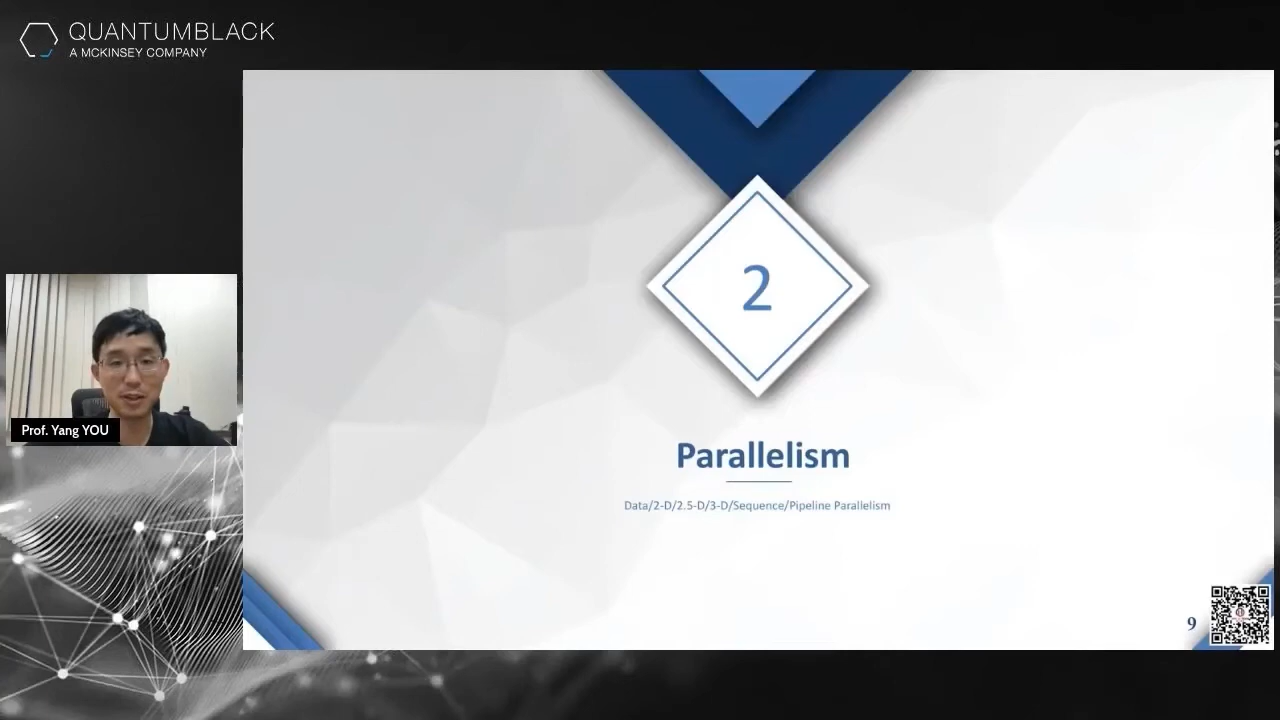 QUANTUMBLACK
A MCKINSEY COMPANY
2
Prof. Yang YOU
Parallelism
Data/2-D/2.5-D/3-D/Sequence/Pipeline Parallelism
9